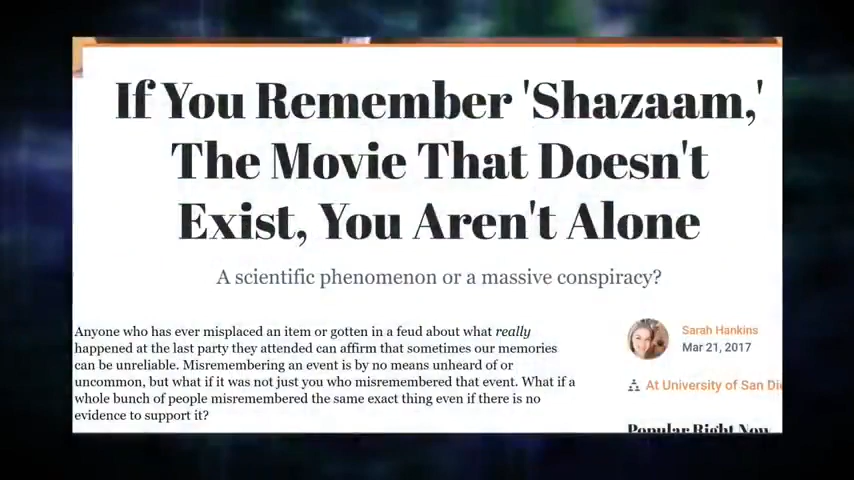 If You Remember 'Shazaam,'
The Movie That Doesn't
Exist, You Aren't Alone
A scientific phenomenon or a massive conspiracy?
Anyone who has ever misplaced an item or gotten in a feud about what really
happened at the last party they attended can affirm that sometimes our memories
can be unreliable. Misremembering an event is by no means unheard of or
uncommon, but what if it was not just you who misremembered that event. What if a
whole bunch of people misremembered the same exact thing even if there is no
evidence to support it?
Sarah Hankins
Mar 21, 2017
At University of San Die
Popular Right Now